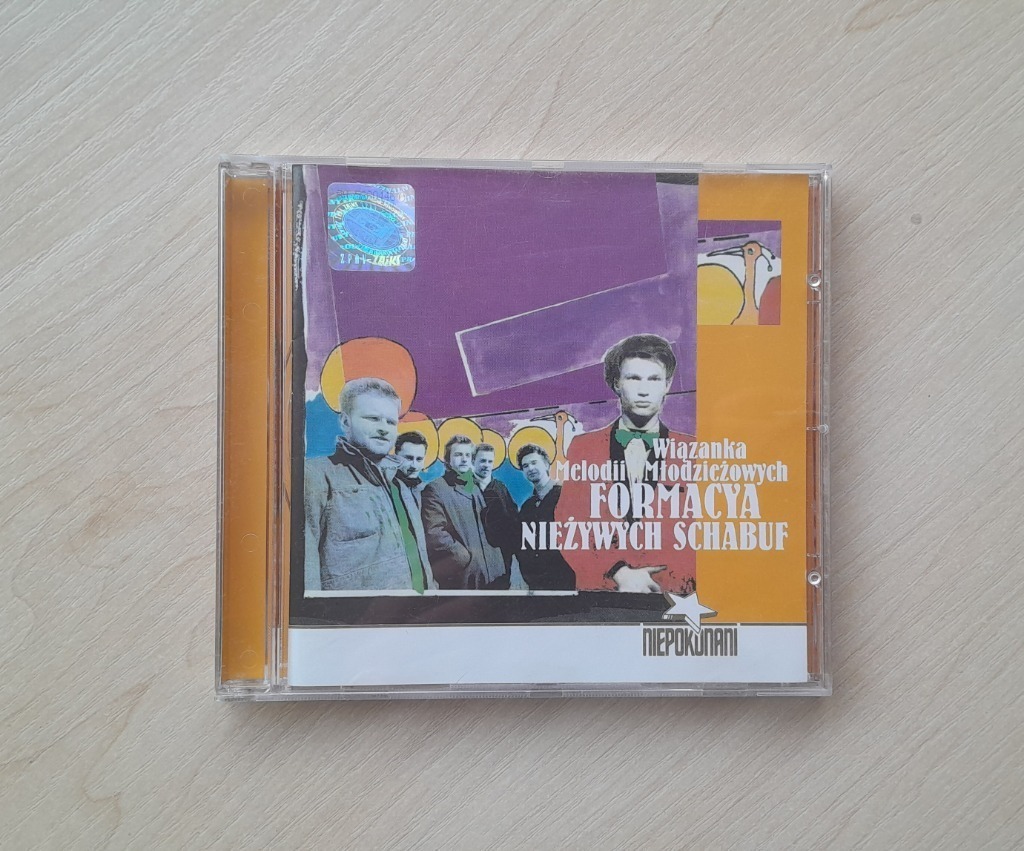 Wiązanka
Melodii Młodzieżowych
FORMACYA
NIEŻYWYCH SCHABUF
NIEPOKONANI